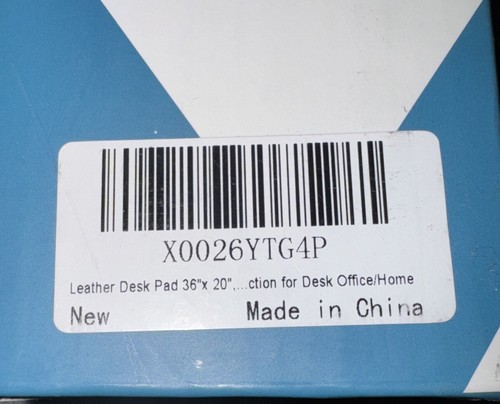 X0026YTG4P
Leather Desk Pad 36"x 20",....ction for Desk Office/Home
New Made in China